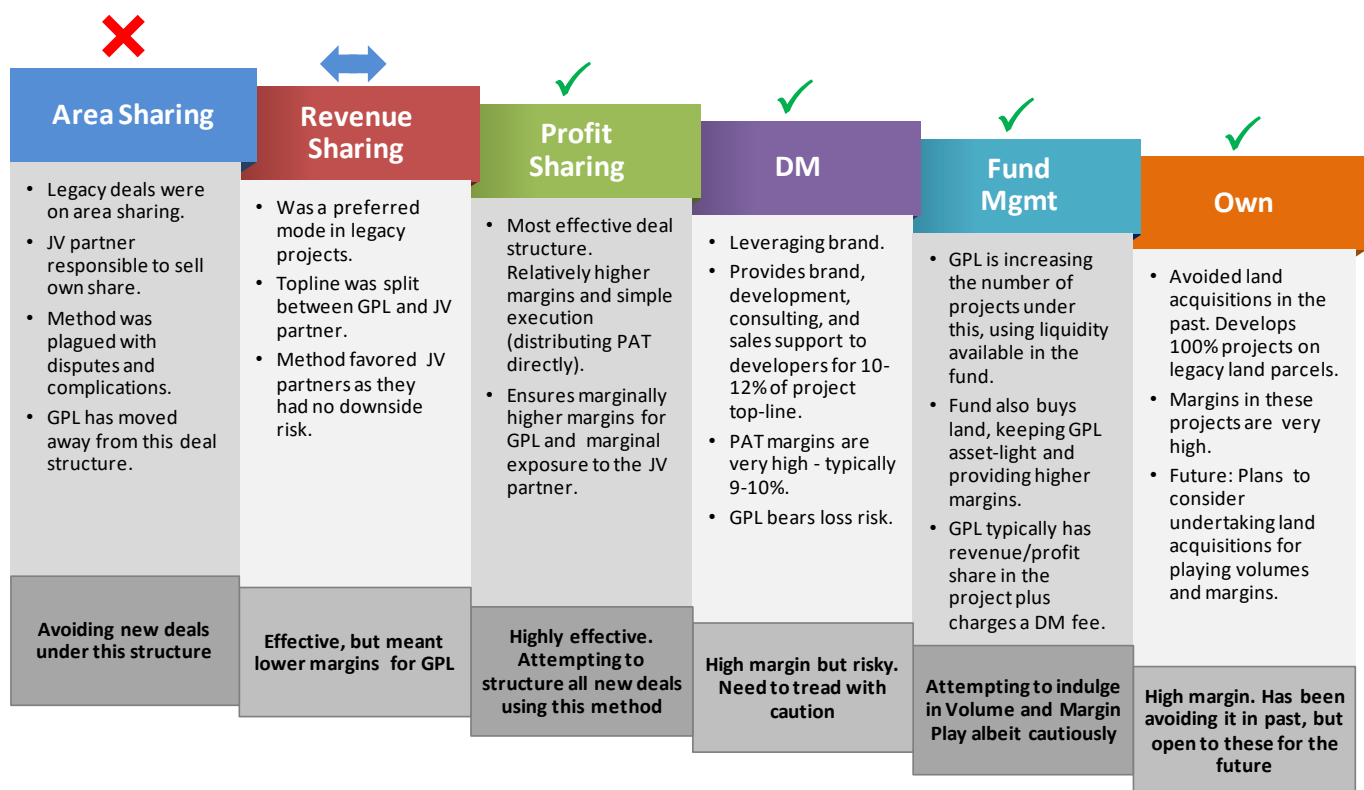 Area Sharing
• Legacy deals were
on area sharing.
• JV partner
responsible to sell
own share.
• Method was
plagued with
disputes and
complications.
• GPL has moved
away from this deal
structure.
Avoiding new deals
under this structure
Revenue
Sharing
• Was a preferred
mode in legacy
projects.
• Topline was split
between GPL and JV
partner.
• Method favored JV
partners as they
had no downside
risk.
Effective, but meant
lower margins for GPL
Profit
Sharing
• Most effective deal
structure.
Relatively higher
margins and simple
execution
(distributing PAT
directly).
• Ensures marginally
higher margins for
GPL and marginal
exposure to the JV
partner.
Highly effective.
Attempting to
structure all new deals
using this method
DM
• Leveraging brand.
• Provides brand,
development,
consulting, and
sales support to
developers for 10-
12% of project
top-line.
• PAT margins are
very high - typically
9-10%.
• GPL bears loss risk.
High margin but risky.
Need to tread with
caution
Fund
Mgmt
• GPL is increasing
the number of
projects under
this, using liquidity
available in the
fund.
• Fund also buys
land, keeping GPL
asset-light and
providing higher
margins.
• GPL typically has
revenue/profit
share in the
project plus
charges a DM fee.
Attempting to indulge
in Volume and Margin
Play albeit cautiously
Own
• Avoided land
acquisitions in the
past. Develops
100% projects on
legacy land parcels.
• Margins in these
projects are very
high.
• Future: Plans to
consider
undertaking land
acquisitions for
playing volumes
and margins.
High margin. Has been
avoiding it in past, but
open to these for the
future